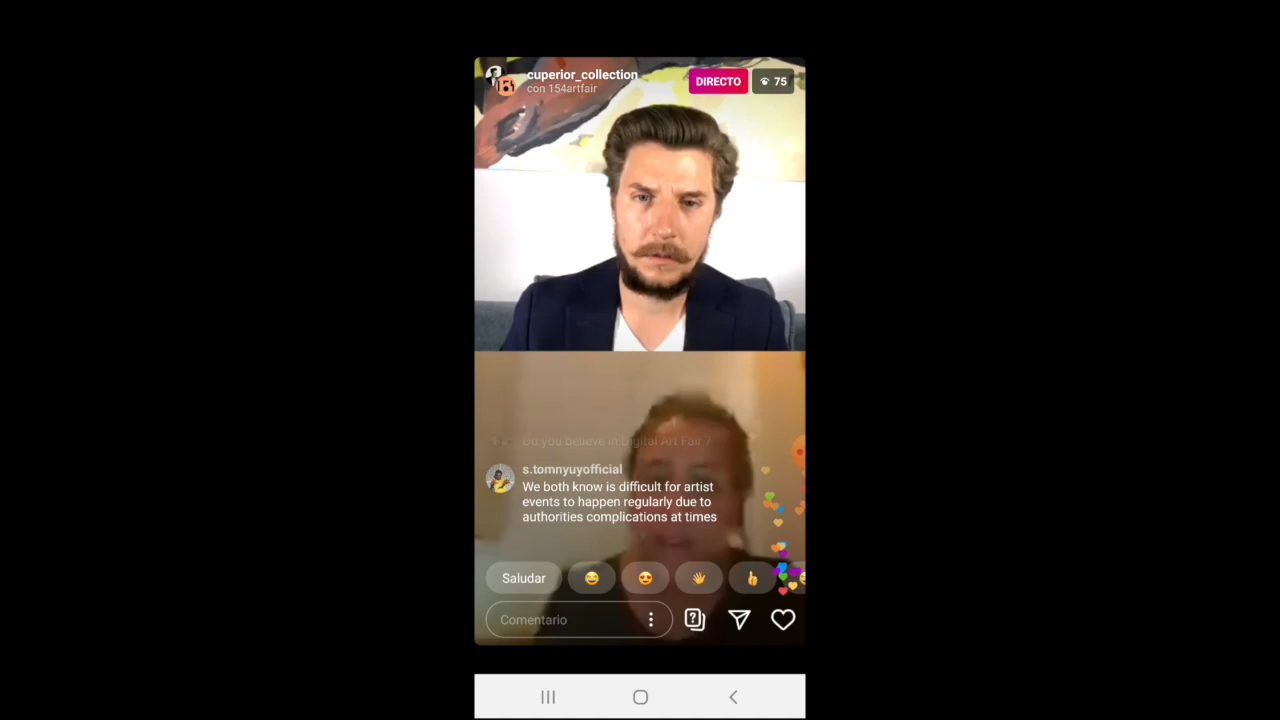 cuperior_collection
con 154artfair
DIRECTO
75
Do you believe in Digital Art Fair ?
s.tomnyuyofficial
We both know is difficult for artist
events to happen regularly due to
authorities complications at times
Saludar
Comentario